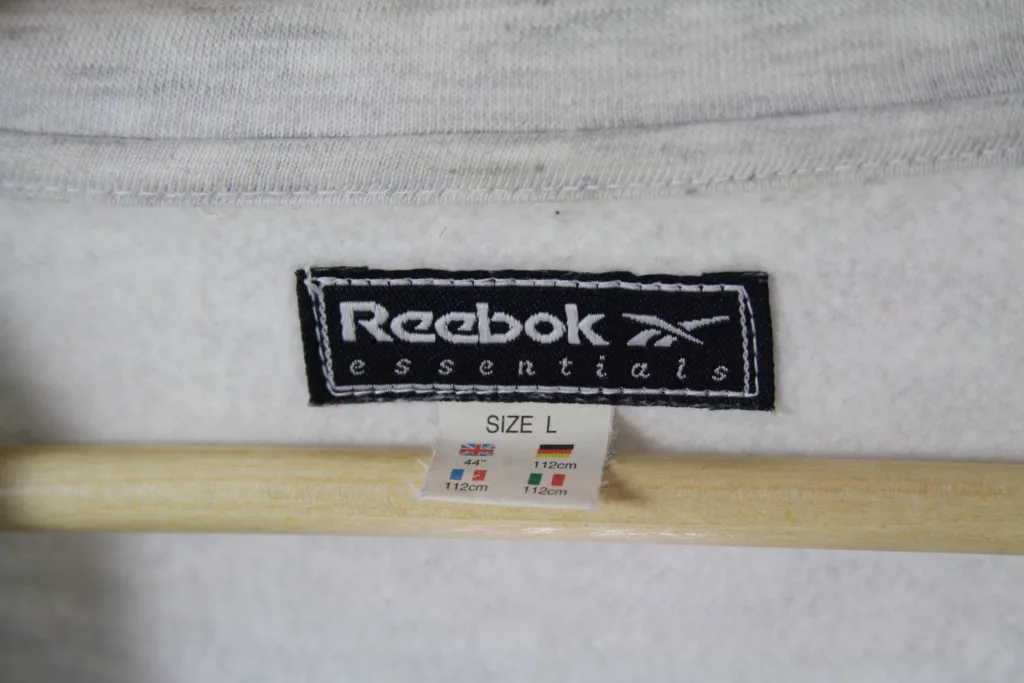 Reebok
essentials
SIZE L
44" 112cm
112cm 112cm